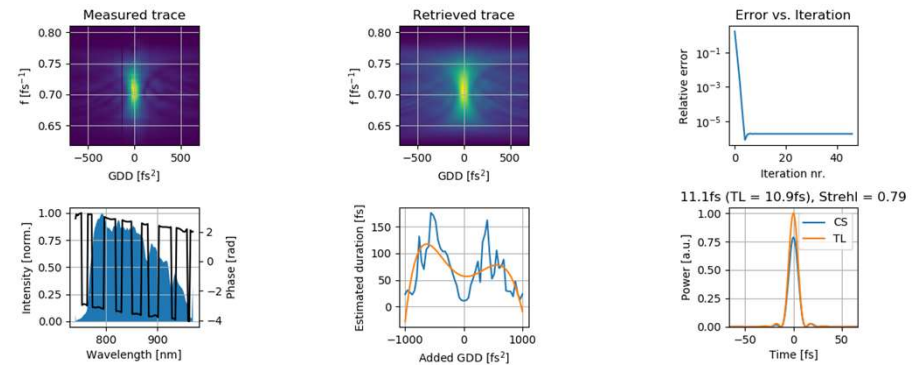 Measured trace
0.80
0.75
0.70
0.65
f [fs⁻¹]
−500
0
500
GDD [fs²]
Retrieved trace
0.80
0.75
0.70
0.65
f [fs⁻¹]
−500
0
500
GDD [fs²]
Error vs. Iteration
10⁻¹
10⁻³
10⁻⁵
Relative error
0
20
40
Iteration nr.
1.00
0.75
0.50
0.25
0.00
Intensity [norm.]
2
0
−2
−4
Phase [rad]
800
900
Wavelength [nm]
200
150
100
50
0
Estimated duration [fs]
−1000
0
1000
Added GDD [fs²]
11.1fs (TL = 10.9fs), Strehl = 0.79
CS
TL
1.00
0.75
0.50
0.25
0.00
Power [a.u.]
−50
0
50
Time [fs]